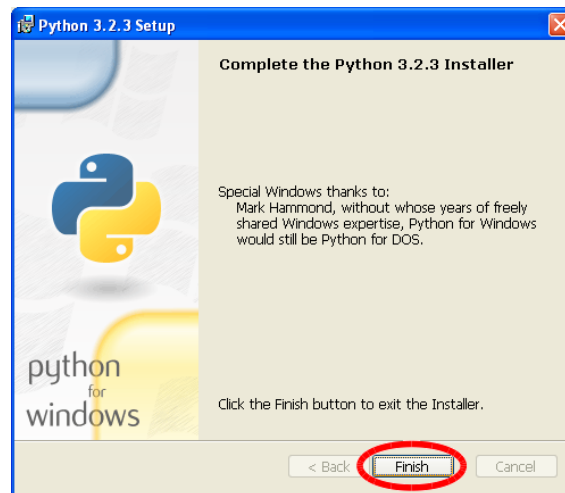 Python 3.2.3 Setup
Complete the Python 3.2.3 Installer
Special Windows thanks to:
Mark Hammond, without whose years of freely
shared Windows expertise, Python for Windows
would still be Python for DOS.
python
for
windows
Click the Finish button to exit the Installer.
< Back
Finish
Cancel